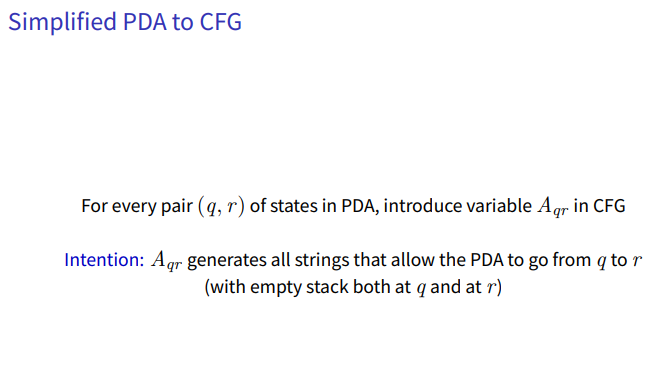 Simplified PDA to CFG
For every pair (q, r) of states in PDA, introduce variable A_{qr} in CFG
Intention: A_{qr} generates all strings that allow the PDA to go from q to r
(with empty stack both at q and at r)